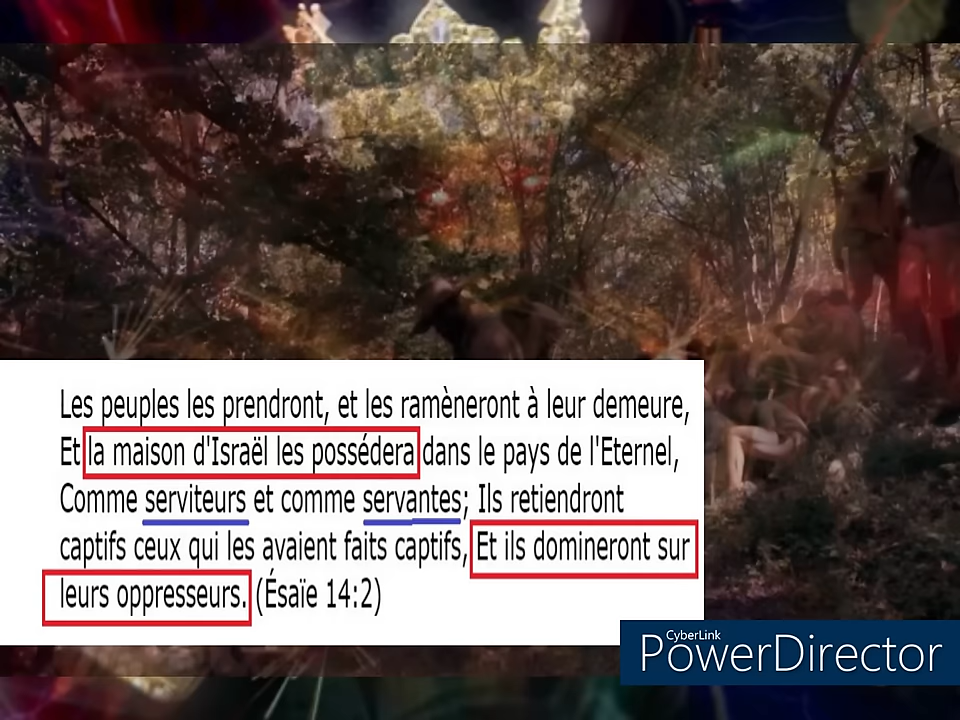 Les peuples les prendront, et les ramèneront à leur demeure,
Et la maison d'Israël les possédera dans le pays de l'Eternel,
Comme serviteurs et comme servantes; Ils retiendront
captifs ceux qui les avaient faits captifs, Et ils domineront sur
leurs oppresseurs. (Ésaïe 14:2)
CyberLink
PowerDirector